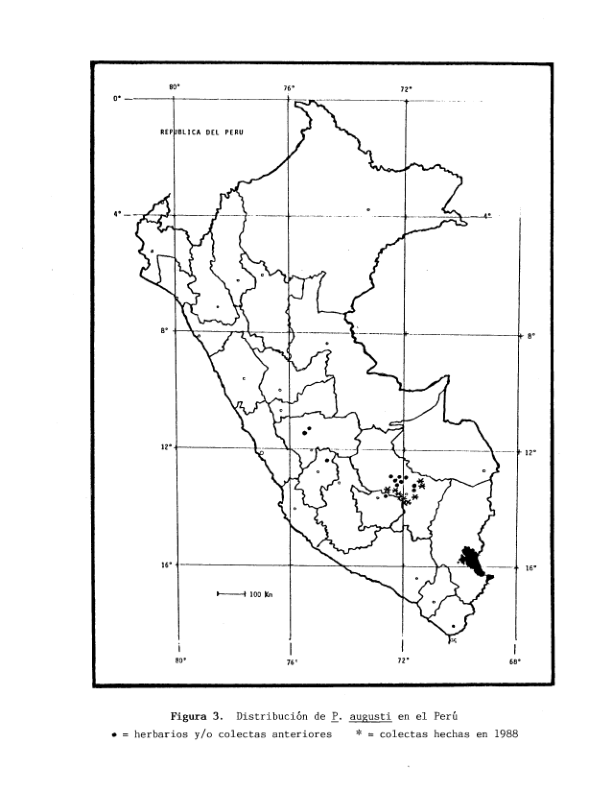 80° 76° 72°
0°
REPUBLICA DEL PERU
4° 4°
8° 8°
12° 12°
16° 16°
100 Km
80° 76° 72° 68°
Figura 3. Distribución de P. augusti en el Perú
• = herbarios y/o colectas anteriores * = colectas hechas en 1988